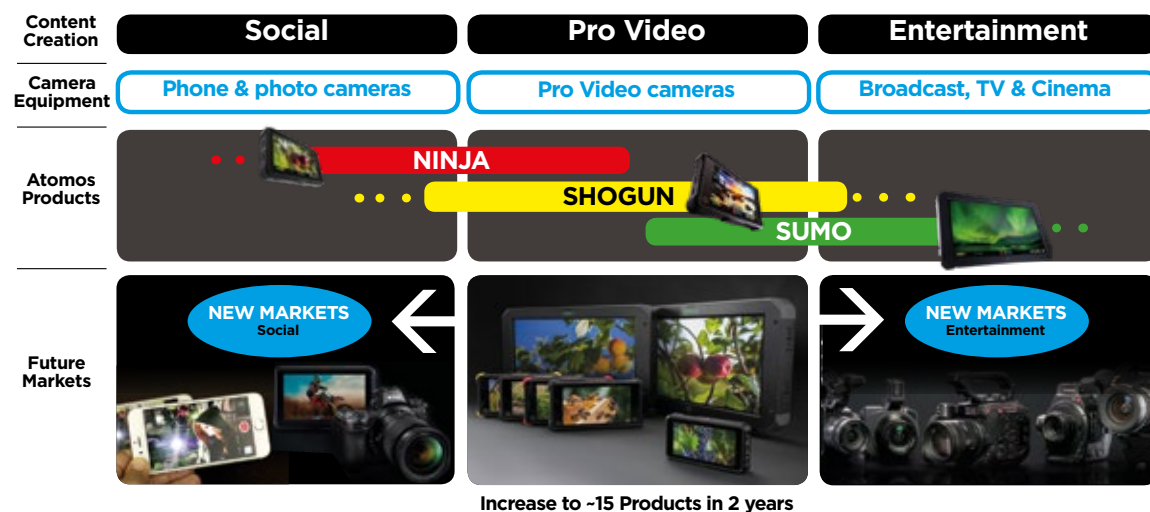 Content
Creation
Social
Pro Video
Entertainment
Camera
Equipment
Phone & photo cameras
Pro Video cameras
Broadcast, TV & Cinema
Atomos
Products
NINJA
SHOGUN
SUMO
Future
Markets
NEW MARKETS
Social
NEW MARKETS
Entertainment
Increase to ~15 Products in 2 years